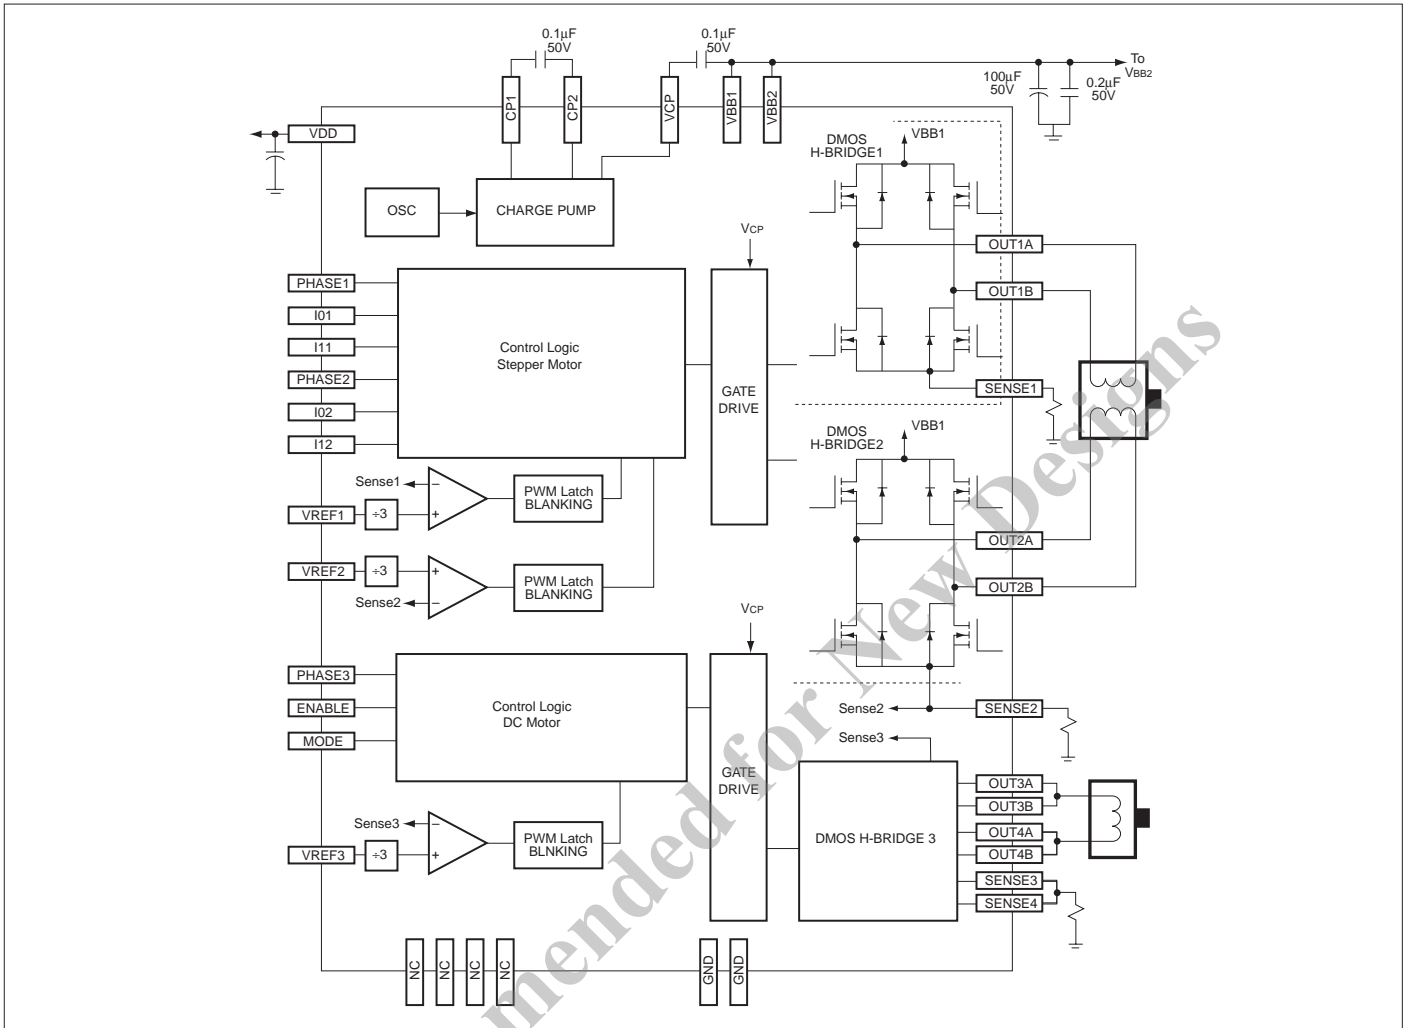 0.1µF
50V
0.1µF
50V
To
VBB2
100µF
50V
0.2µF
50V
CP1
CP2
VCP
VBB1
VBB2
VDD
DMOS
H-BRIDGE1
VBB1
OSC
CHARGE PUMP
VCP
OUT1A
PHASE1
OUT1B
I01
I11
Control Logic
Stepper Motor
PHASE2
GATE
DRIVE
SENSE1
I02
I12
DMOS
H-BRIDGE2
VBB1
Sense1
−
PWM Latch
BLANKING
VREF1
÷3
+
OUT2A
VREF2
÷3
+
PWM Latch
BLANKING
OUT2B
Sense2
−
VCP
PHASE3
ENABLE
Control Logic
DC Motor
Sense2
SENSE2
MODE
Sense3
GATE
DRIVE
OUT3A
OUT3B
Sense3
−
PWM Latch
BLNKING
DMOS H-BRIDGE 3
OUT4A
OUT4B
VREF3
÷3
+
SENSE3
SENSE4
NC
NC
NC
NC
GND
GND
mended for New Designs